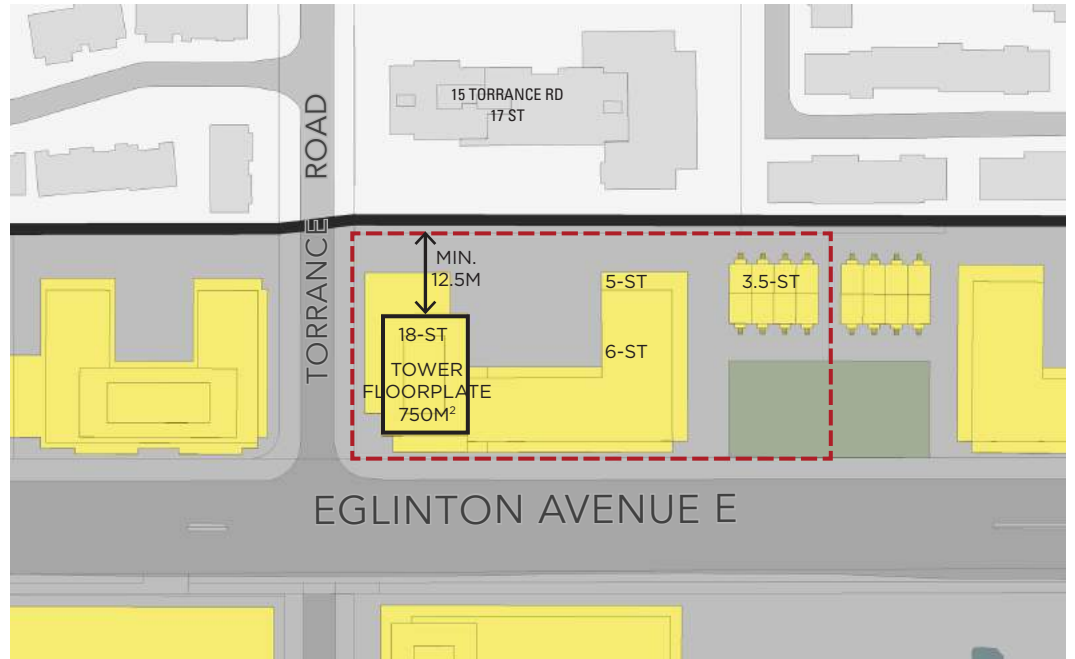 15 TORRANCE RD
17 ST
TORRANCE ROAD
MIN.
12.5M
5-ST
3.5-ST
18-ST
6-ST
TOWER
FLOORPLATE
750M²
EGLINTON AVENUE E